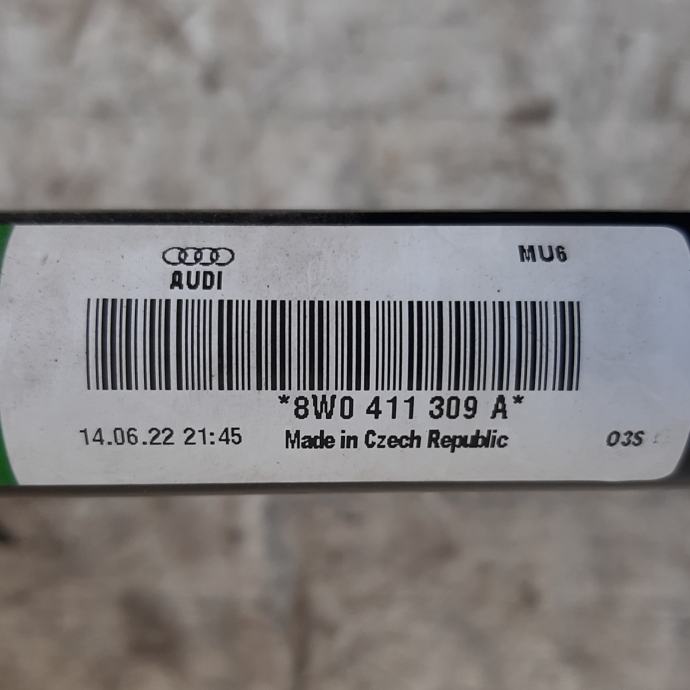 MU6
AUDI
*8W0 411 309 A*
14.06.22 21:45 Made in Czech Republic 03S